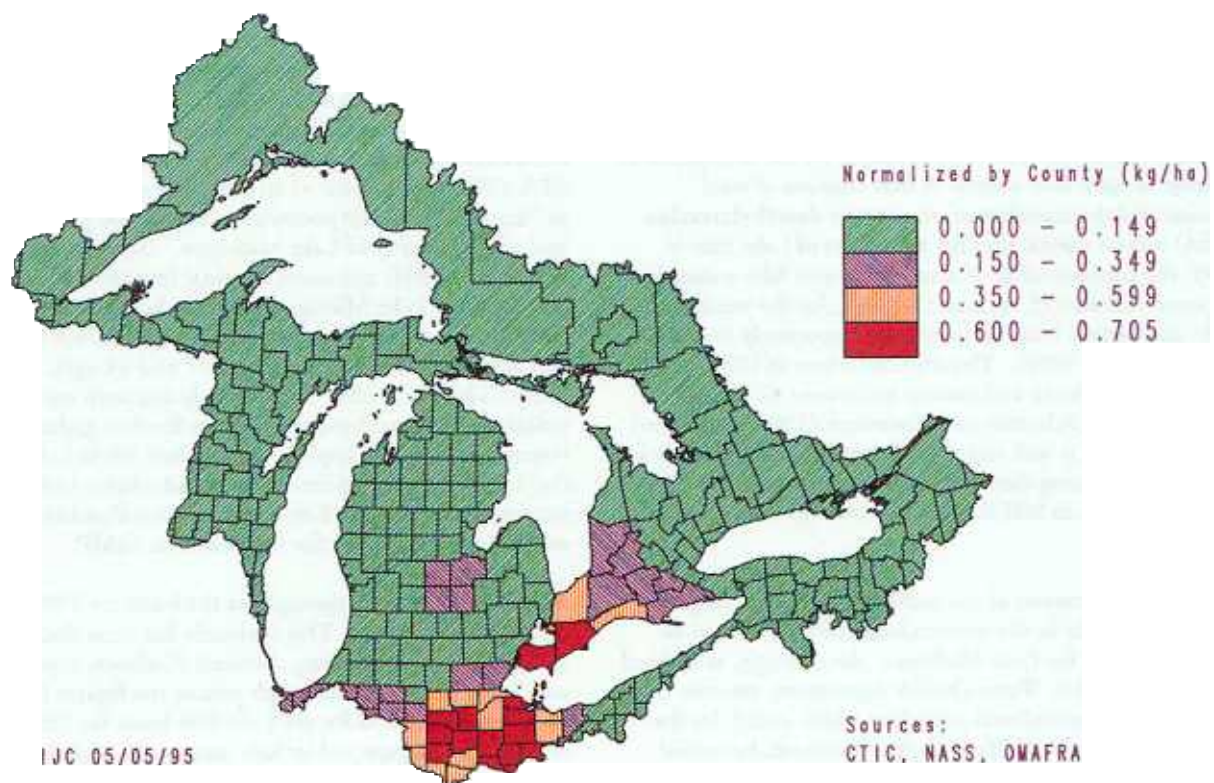 Normalized by County (kg/ha)
0.000 - 0.149
0.150 - 0.349
0.350 - 0.599
0.600 - 0.705
IJC 05/05/95
Sources:
CTIC, NASS, OMAFRA